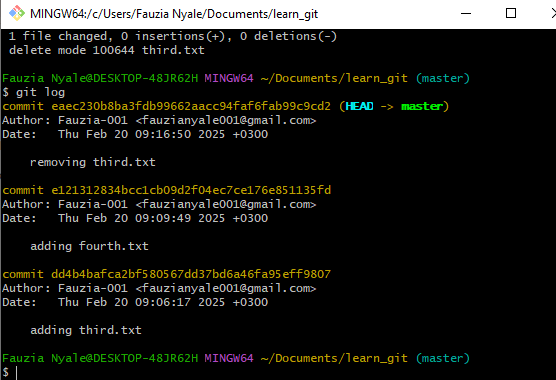 MINGW64:/c/Users/Fauzia Nyale/Documents/learn_git
1 file changed, 0 insertions(+), 0 deletions(-)
delete mode 100644 third.txt
Fauzia Nyale@DESKTOP-48JR62H MINGW64 ~/Documents/learn_git (master)
$ git log
commit eaec230b8ba3fdb99662aacc94faf6fab99c9cd2 (HEAD -> master)
Author: Fauzia-001 <fauzianyale001@gmail.com>
Date:   Thu Feb 20 09:16:50 2025 +0300
removing third.txt
commit e121312834bcc1cb09d2f04ec7ce176e851135fd
Author: Fauzia-001 <fauzianyale001@gmail.com>
Date:   Thu Feb 20 09:09:49 2025 +0300
adding fourth.txt
commit dd4b4bafca2bf580567dd37bd6a46fa95eff9807
Author: Fauzia-001 <fauzianyale001@gmail.com>
Date:   Thu Feb 20 09:06:17 2025 +0300
adding third.txt
Fauzia Nyale@DESKTOP-48JR62H MINGW64 ~/Documents/learn_git (master)
$